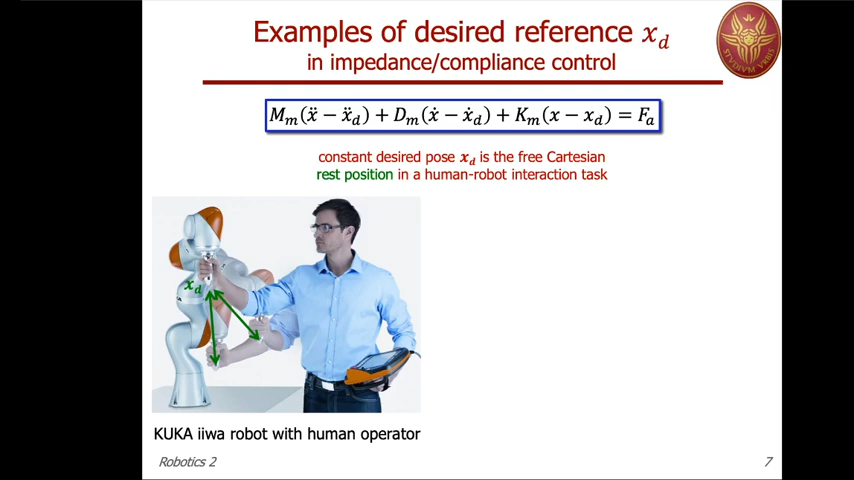 Examples of desired reference x_d
in impedance/compliance control
STVDIVM VRBIS
M_m(ẍ − ẍ_d) + D_m(ẋ − ẋ_d) + K_m(x − x_d) = F_a
constant desired pose x_d is the free Cartesian
rest position in a human-robot interaction task
x_d
KUKA iiwa robot with human operator
Robotics 2
7